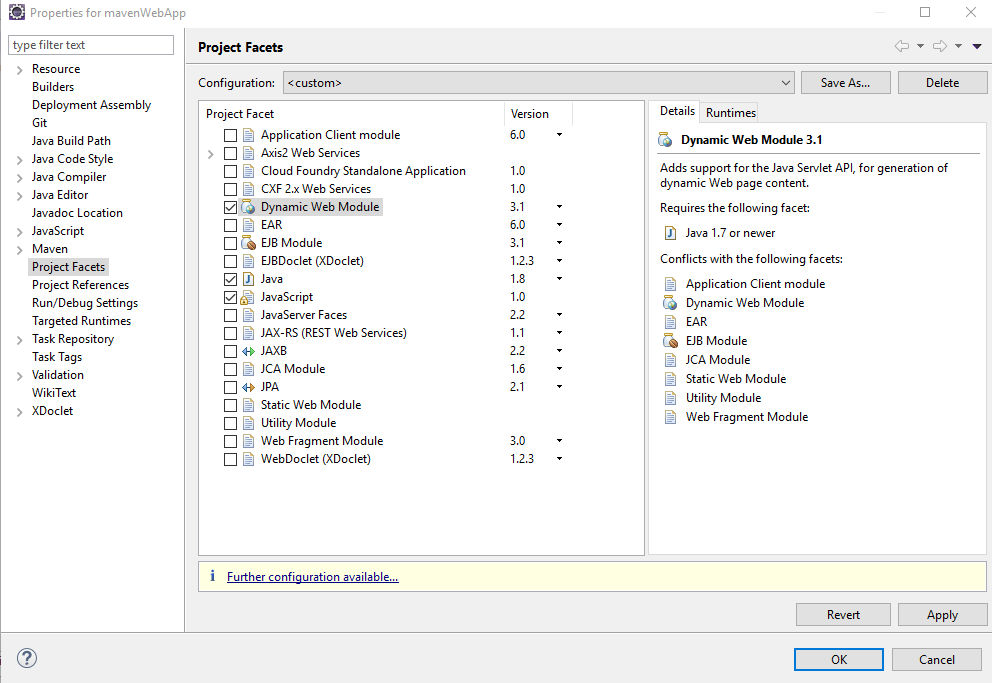 Properties for mavenWebApp
type filter text
Resource
Builders
Deployment Assembly
Git
Java Build Path
Java Code Style
Java Compiler
Java Editor
Javadoc Location
JavaScript
Maven
Project Facets
Project References
Run/Debug Settings
Targeted Runtimes
Task Repository
Task Tags
Validation
WikiText
XDoclet
Project Facets
Configuration: <custom> Save As... Delete
Project Facet Version
Application Client module 6.0
Axis2 Web Services
Cloud Foundry Standalone Application 1.0
CXF 2.x Web Services 1.0
Dynamic Web Module 3.1
EAR 6.0
EJB Module 3.1
EJBDoclet (XDoclet) 1.2.3
Java 1.8
JavaScript 1.0
JavaServer Faces 2.2
JAX-RS (REST Web Services) 1.1
JAXB 2.2
JCA Module 1.6
JPA 2.1
Static Web Module
Utility Module
Web Fragment Module 3.0
WebDoclet (XDoclet) 1.2.3
Details Runtimes
Dynamic Web Module 3.1
Adds support for the Java Servlet API, for generation of
dynamic Web page content.
Requires the following facet:
Java 1.7 or newer
Conflicts with the following facets:
Application Client module
Dynamic Web Module
EAR
EJB Module
JCA Module
Static Web Module
Utility Module
Web Fragment Module
Further configuration available...
Revert Apply
OK Cancel